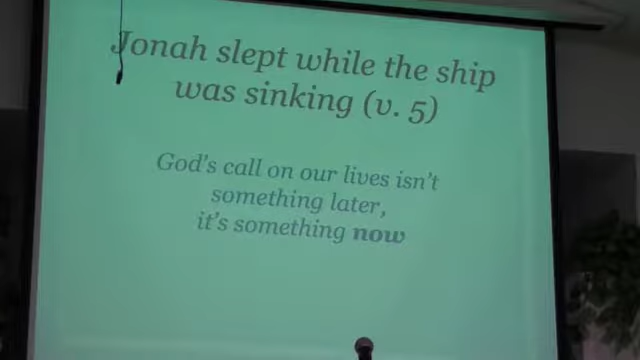 Jonah slept while the ship
was sinking (v. 5)
God's call on our lives isn't
something later,
it's something now